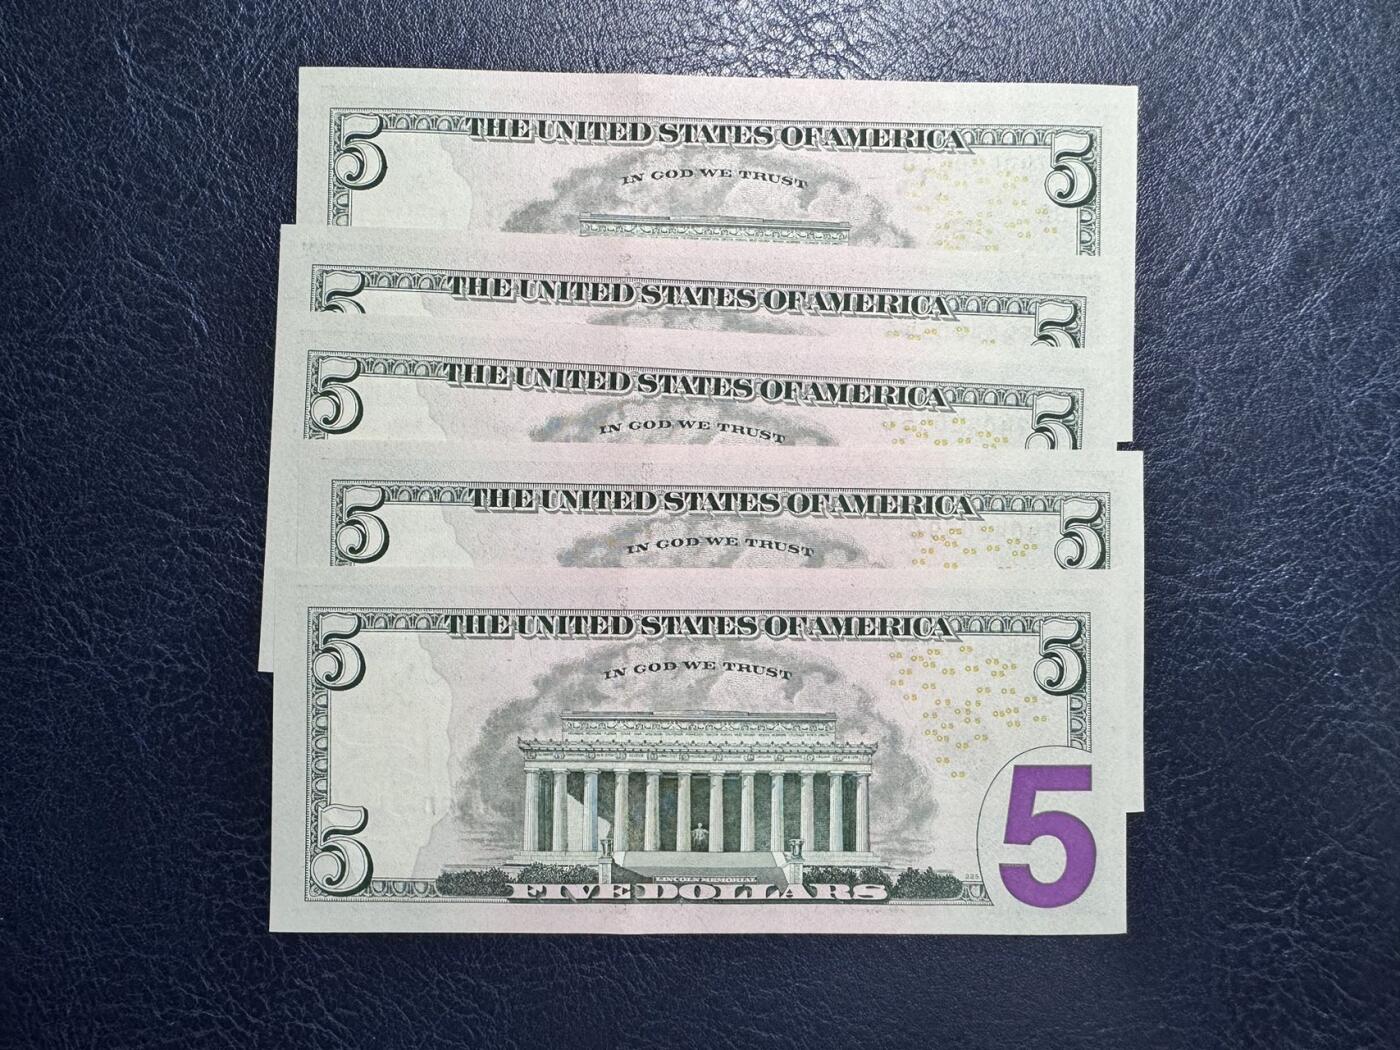 5 THE UNITED STATES OF AMERICA 5
IN GOD WE TRUST
5 THE UNITED STATES OF AMERICA 5
5 THE UNITED STATES OF AMERICA 5
IN GOD WE TRUST
5 THE UNITED STATES OF AMERICA 5
IN GOD WE TRUST
5 THE UNITED STATES OF AMERICA 5
IN GOD WE TRUST
5 5
LINCOLN MEMORIAL
FIVE DOLLARS